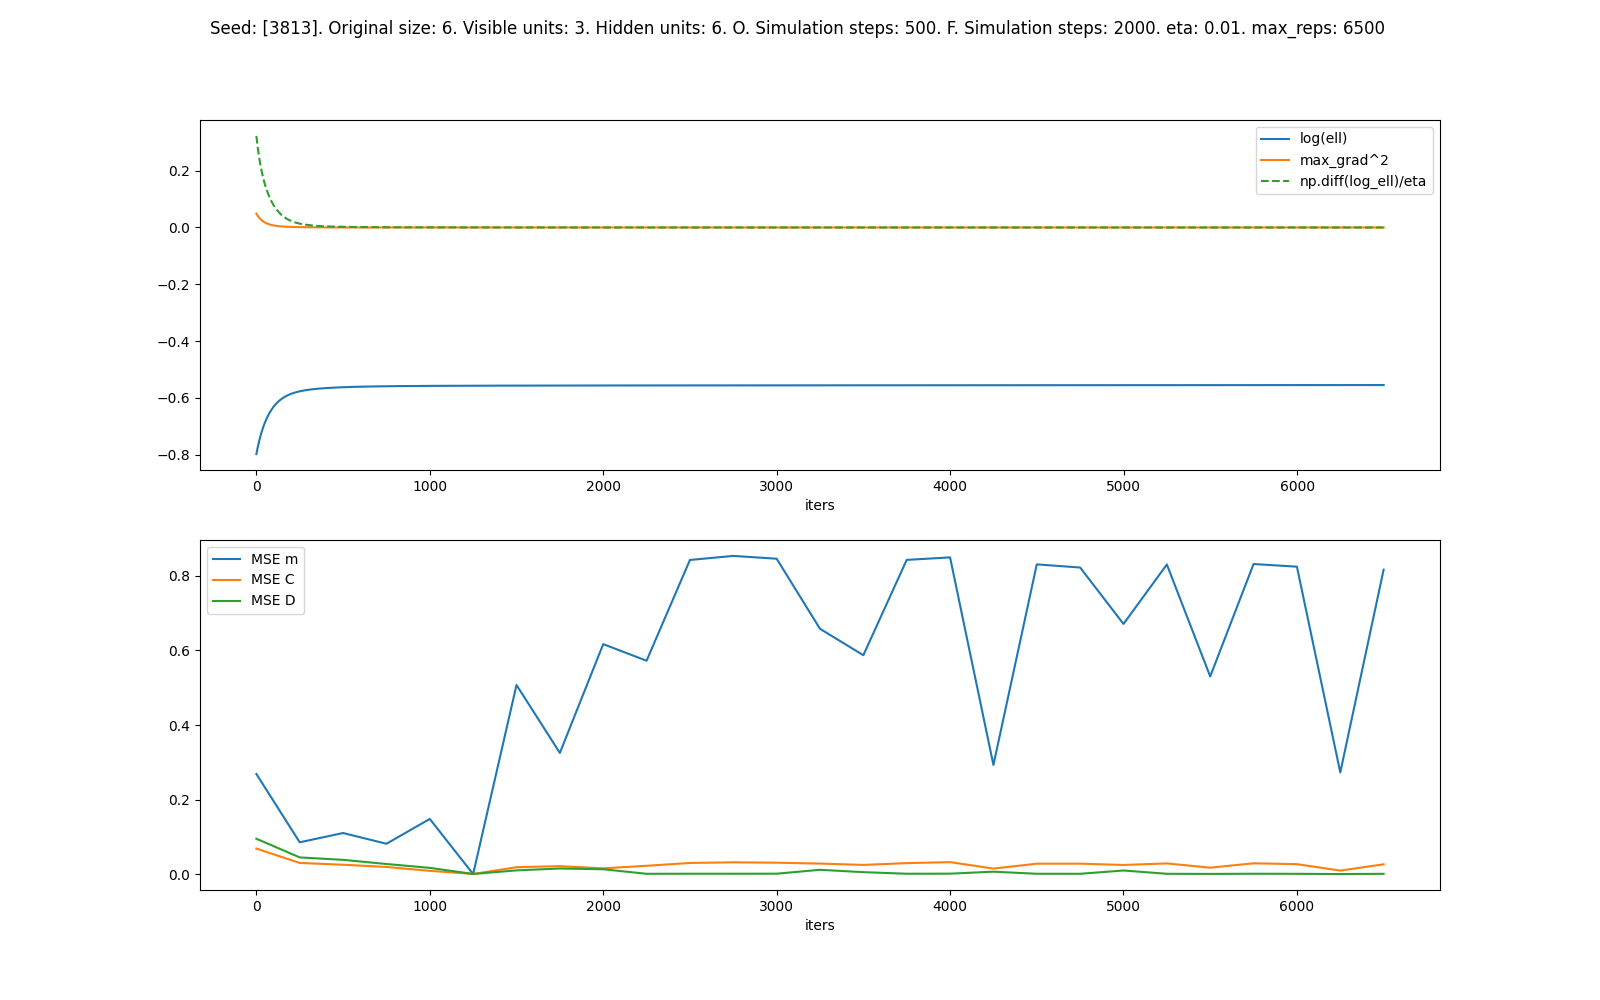 Seed: [3813]. Original size: 6. Visible units: 3. Hidden units: 6. O. Simulation steps: 500. F. Simulation steps: 2000. eta: 0.01. max_reps: 6500
log(ell)
max_grad^2
np.diff(log_ell)/eta
0.2
0.0
−0.2
−0.4
−0.6
−0.8
0 1000 2000 3000 4000 5000 6000
iters
MSE m
MSE C
MSE D
0.8
0.6
0.4
0.2
0.0
0 1000 2000 3000 4000 5000 6000
iters